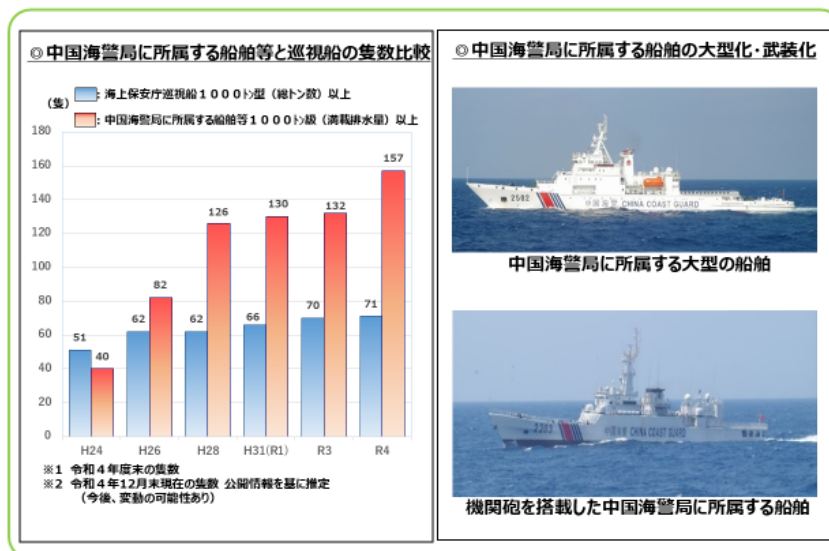 ◎中国海警局に所属する船舶等と巡視船の隻数比較
（隻）
：海上保安庁巡視船１０００㌧型（総トン数）以上
：中国海警局に所属する船舶等１０００㌧級（満載排水量）以上
180
160
140
120
100
80
60
40
20
0
51
40
62
82
62
126
66
130
70
132
71
157
H24
H26
H28
H31(R1)
R3
R4
※１ 令和４年度末の隻数
※２ 令和４年12月末現在の隻数 公開情報を基に推定
（今後、変動の可能性あり）
◎中国海警局に所属する船舶の大型化・武装化
2502
中国海警 CHINA COAST GUARD
中国海警局に所属する大型の船舶
2203
中国海警 CHINA COAST GUARD
機関砲を搭載した中国海警局に所属する船舶